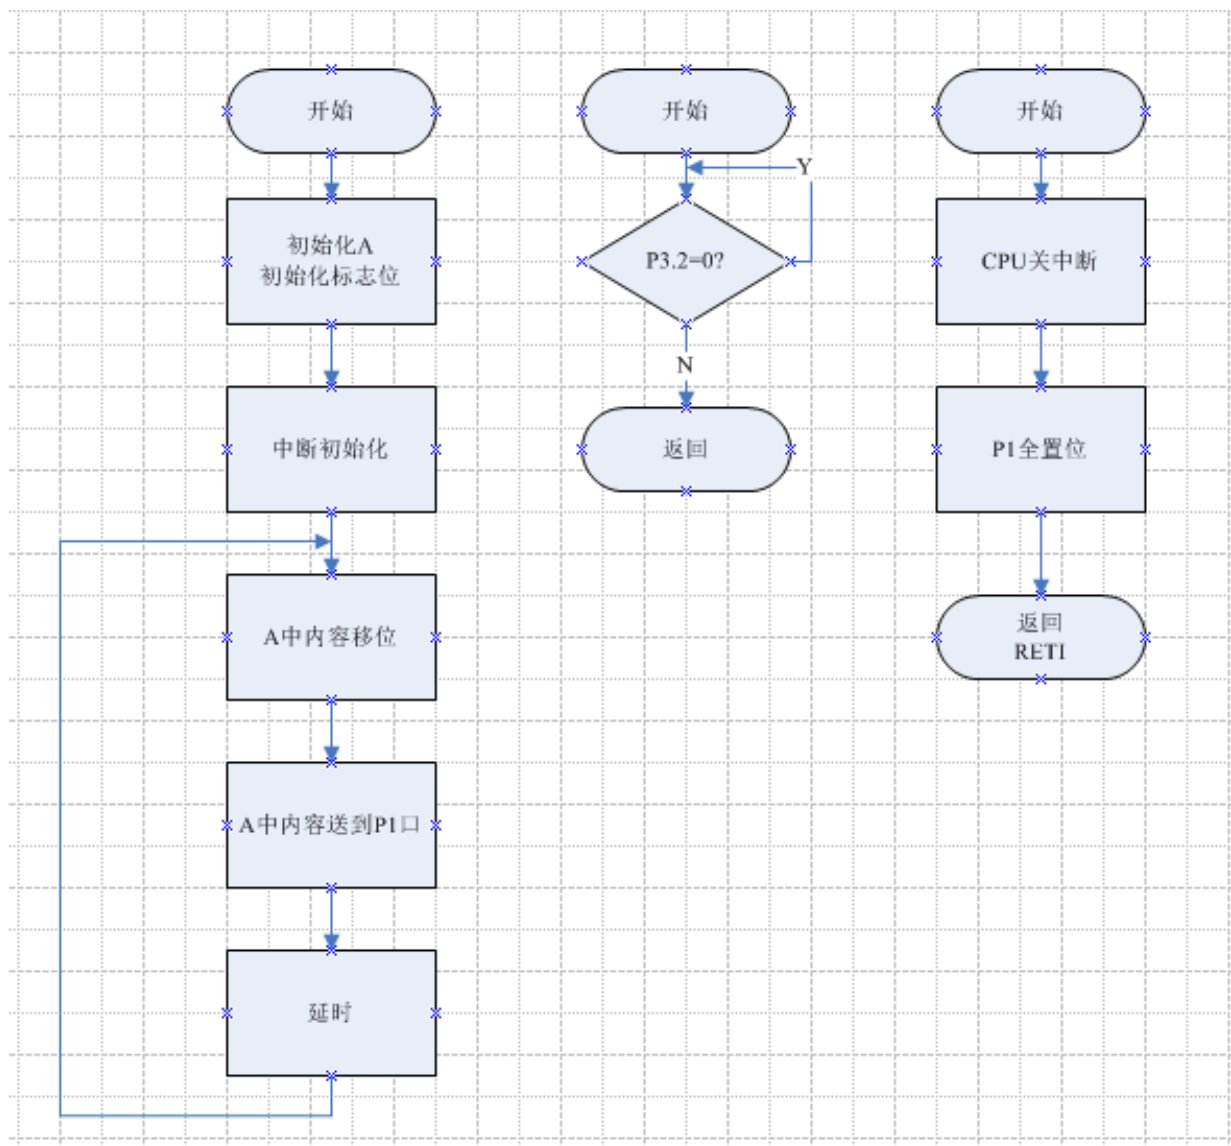 开始
初始化A
初始化标志位
中断初始化
A中内容移位
A中内容送到P1口
延时
开始
Y
P3.2=0?
N
返回
开始
CPU关中断
P1全置位
返回
RETI